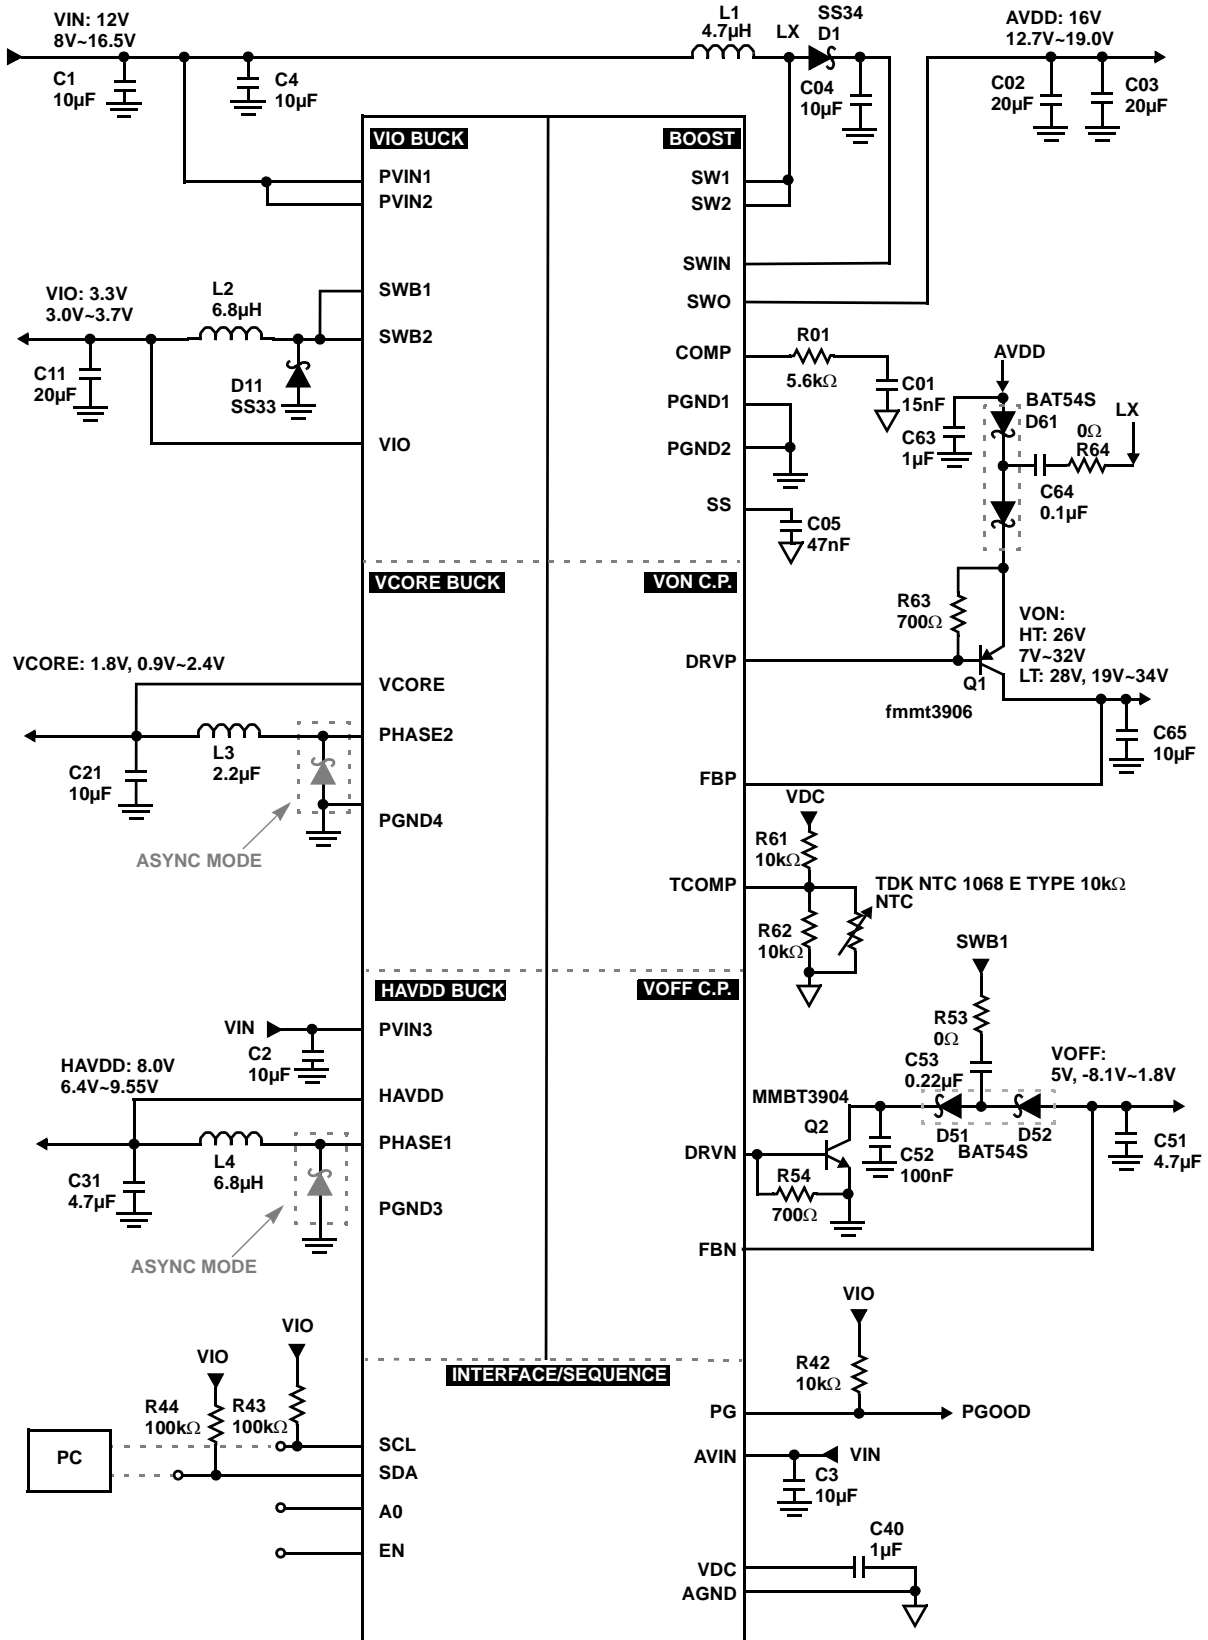 VIN: 12V
8V~16.5V
C1
10µF
C4
10µF
L1
4.7µH
LX
SS34
D1
C04
10µF
AVDD: 16V
12.7V~19.0V
C02
20µF
C03
20µF
VIO BUCK
BOOST
PVIN1
PVIN2
SW1
SW2
SWIN
SWO
VIO: 3.3V
3.0V~3.7V
L2
6.8µH
SWB1
SWB2
C11
20µF
D11
SS33
VIO
COMP
R01
5.6kΩ
C01
15nF
PGND1
PGND2
SS
C05
47nF
AVDD
BAT54S
D61
LX
C63
1µF
0Ω
R64
C64
0.1µF
VCORE BUCK
VON C.P.
R63
700Ω
VON:
HT: 26V
7V~32V
LT: 28V, 19V~34V
DRVP
Q1
fmmt3906
VCORE: 1.8V, 0.9V~2.4V
VCORE
PHASE2
L3
2.2µF
C21
10µF
PGND4
ASYNC MODE
C65
10µF
FBP
VDC
R61
10kΩ
TCOMP
TDK NTC 1068 E TYPE 10kΩ
NTC
R62
10kΩ
HAVDD BUCK
VOFF C.P.
VIN
PVIN3
C2
10µF
HAVDD: 8.0V
6.4V~9.55V
HAVDD
PHASE1
L4
6.8µH
C31
4.7µF
PGND3
ASYNC MODE
SWB1
R53
0Ω
C53
0.22µF
VOFF:
5V, -8.1V~1.8V
MMBT3904
Q2
D51
D52
BAT54S
DRVN
C52
100nF
C51
4.7µF
R54
700Ω
FBN
INTERFACE/SEQUENCE
VIO
VIO
R44
100kΩ
R43
100kΩ
PC
SCL
SDA
A0
EN
VIO
R42
10kΩ
PG
PGOOD
AVIN
VIN
C3
10µF
C40
1µF
VDC
AGND